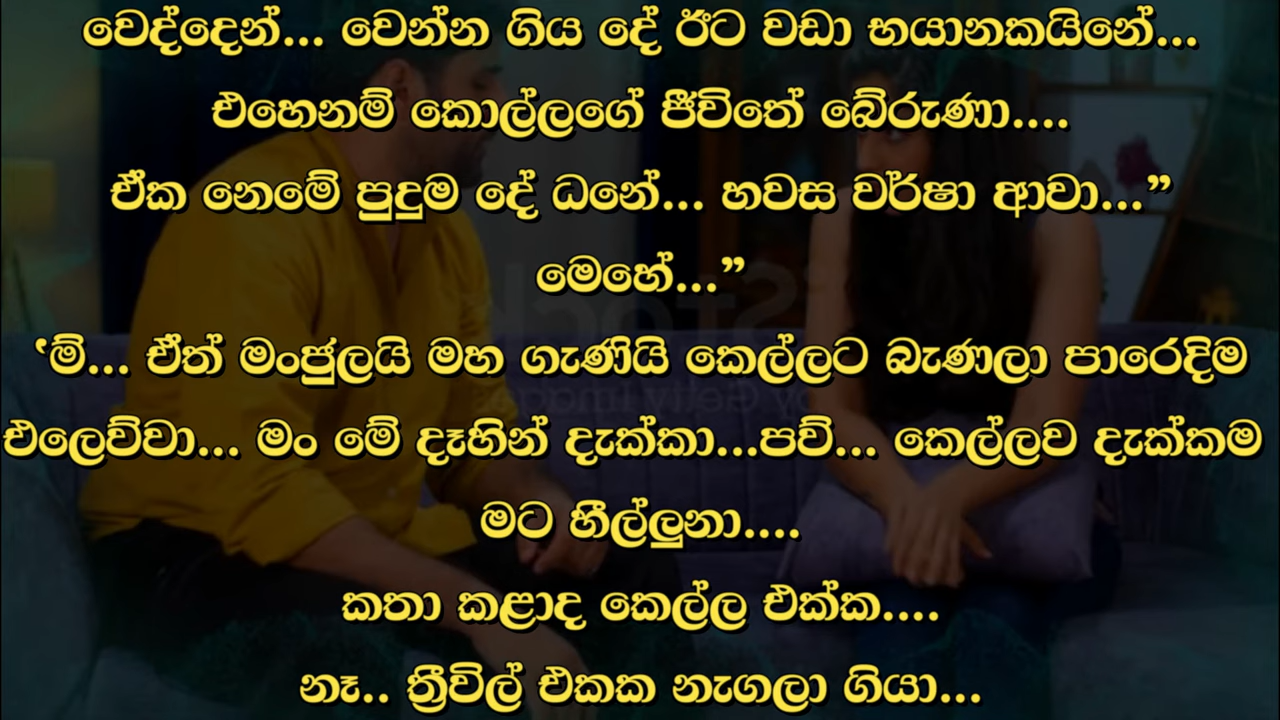 වෙද්දෙන්... වෙන්න ගිය දේ ඊට වඩා භයානකයිනේ...
එහෙනම් කොල්ලගේ ජීවිතේ බේරුණා....
ඒක නෙමේ පුදුම දේ ධනේ... හවස වර්ෂා ආවා...”
මෙහේ...”
‛ම්... ඒත් මංජුලයි මහ ගැණියි කෙල්ලට බැණලා පාරෙදිම
එලෙව්වා... මං මේ දෑහින් දැක්කා...පව්... කෙල්ලව දැක්කම
මට හීල්ලුනා....
කතා කළාද කෙල්ල එක්ක....
නෑ.. ත්‍රීවිල් එකක නැගලා ගියා...